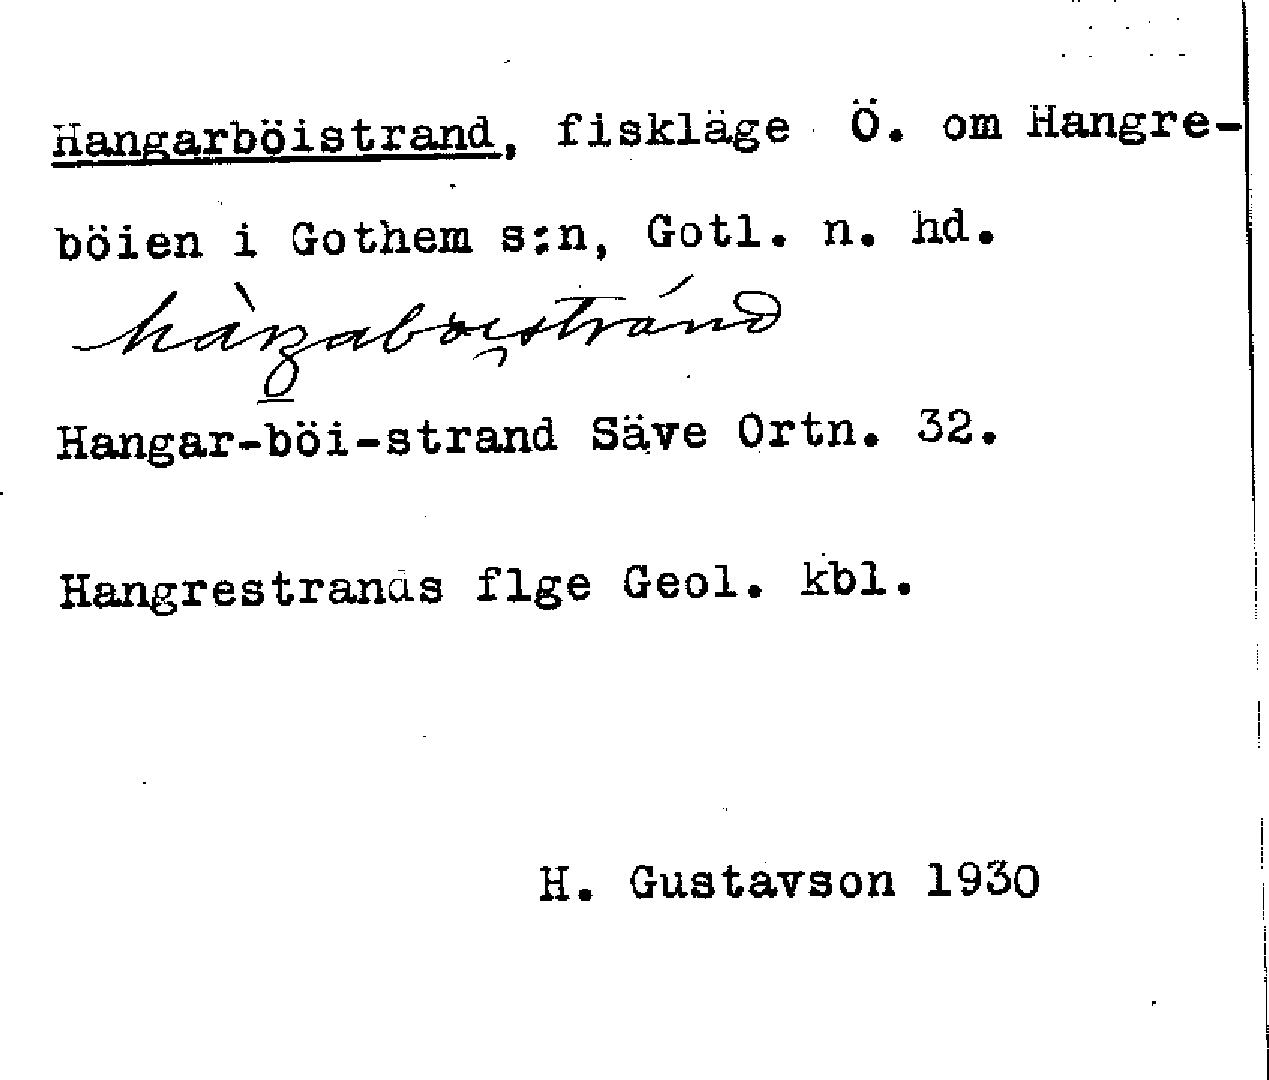 Hangarböistrand, fiskläge Ö. om Hangre-
böien i Gothem s:n, Gotl. n. hd.
Hangar-böi-strand Säve Ortn. 32.
Hangrestrands flge Geol. kbl.
H. Gustavson 1930